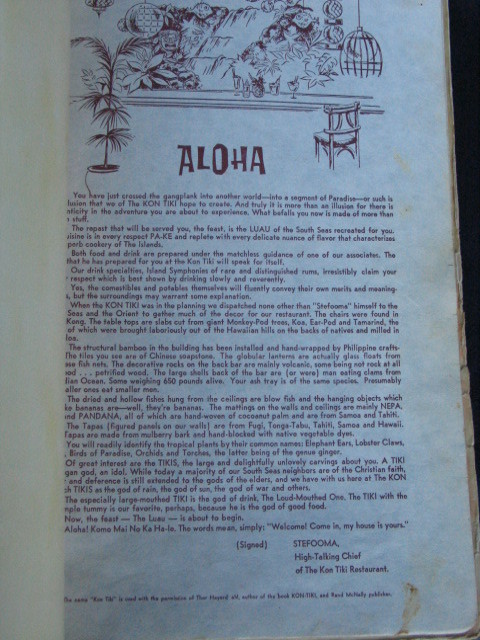 ALOHA
You have just crossed the gangplank into another world—into a segment of Paradise—or such is
lusion that we of The KON TIKI hope to create. And truly it is more than an illusion for there is
nticity in the adventure you are about to experience. What befalls you now is made of more than
stuff.
The repast that will be served you, the feast, is the LUAU of the South Seas recreated for you.
uisine is in every respect PA-KE and replete with every delicate nuance of flavor that characterizes
perb cookery of The Islands.
Both food and drink are prepared under the matchless guidance of one of our associates. The
that he has prepared for you at the Kon Tiki will speak for itself.
Our drink specialties, Island Symphonies of rare and distinguished rums, irresistibly claim your
respect which is best shown by drinking slowly and reverently.
Yes, the comestibles and potables themselves will fluently convey their own merits and meaning-
s, but the surroundings may warrant some explanation.
When the KON TIKI was in the planning we dispatched none other than "Stefooma" himself to the
Seas and the Orient to gather much of the decor for our restaurant. The chairs were found in
Kong. The table tops are slabs cut from giant Monkey-Pod trees, Koa, Ear-Pod and Tamarind, the
of which were brought laboriously out of the Hawaiian hills on the backs of natives and milled in
The structural bamboo in the building has been installed and hand-wrapped by Philippine crafts-
The tiles you see are of Chinese soapstone. The globular lanterns are actually glass floats from
ese fish nets. The decorative rocks on the back bar are mainly volcanic, some being not rock at all
od . . . petrified wood. The large shells back of the bar are (or were) man eating clams from
dian Ocean. Some weighing 650 pounds alive. Your ash tray is of the same species. Presumably
aller ones eat smaller men.
The dried and hollow fishes hung from the ceilings are blow fish and the hanging objects which
ke bananas are—well, they're bananas. The mattings on the walls and ceilings are mainly NEPA,
and PANDANA, all of which are hand-woven of cocoanut palm and are from Samoa and Tahiti.
The Tapas (figured panels on our walls) are from Fugi, Tonga-Tabu, Tahiti, Samoa and Hawaii.
Tapas are made from mulberry bark and hand-blocked with native vegetable dyes.
You will readily identify the tropical plants by their common names: Elephant Ears, Lobster Claws,
, Birds of Paradise, Orchids and Torches, the latter being of the genus ginger.
Of great interest are the TIKIS, the large and delightfully unlovely carvings about you. A TIKI
gan god, an idol. While today a majority of our South Seas neighbors are of the Christian faith,
and deference is still extended to the gods of the elders, and we have with us here at The KON
ch TIKIS as the god of rain, the god of sun, the god of war and others.
The especially large-mouthed TIKI is the god of drink, The Loud-Mouthed One. The TIKI with the
mple tummy is our favorite, perhaps, because he is the god of good food.
Now, the feast — The Luau — is about to begin.
Aloha! Komo Mai No Ka Ha-le. The words mean, simply: "Welcome! Come in, my house is yours."
(Signed) STEFOOMA,
High-Talking Chief
of The Kon Tiki Restaurant.
The name "Kon Tiki" is used with the permission of Thor Heyerdahl, author of the book KON-TIKI, and Rand McNally publisher.